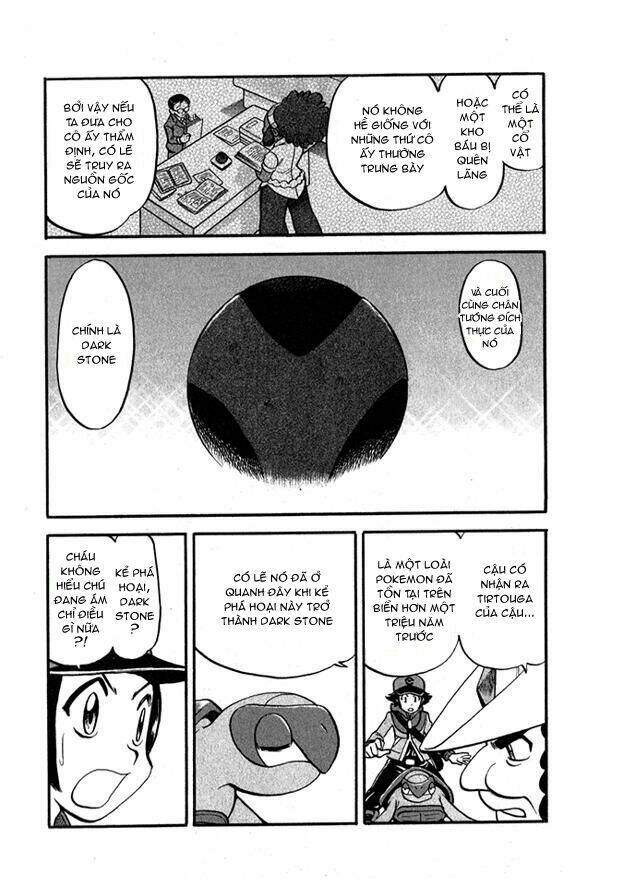 CÓ
THỂ LÀ
MỘT
CỔ
VẬT
HOẶC
MỘT
KHO
BÁU BỊ
QUÊN
LÃNG
NÓ KHÔNG
HỀ GIỐNG VỚI
NHỮNG THỨ CÔ
ẤY THƯỜNG
TRƯNG BÀY
BỞI VẬY NẾU
TA ĐƯA CHO
CÔ ẤY THẨM
ĐỊNH, CÓ LẼ
SẼ TRUY RA
NGUỒN GỐC
CỦA NÓ
VÀ CUỐI
CÙNG CHÂN
TƯỚNG ĐÍCH
THỰC CỦA
NÓ
CHÍNH LÀ
DARK
STONE
CẬU CÓ
NHẬN RA
TIRTOUGA
CỦA CẬU...
LÀ MỘT LOÀI
POKEMON ĐÃ
TỒN TẠI TRÊN
BIỂN HƠN MỘT
TRIỆU NĂM
TRƯỚC
CÓ LẼ NÓ ĐÃ Ở
QUANH ĐÂY KHI KẺ
PHÁ HOẠI NÀY TRỞ
THÀNH DARK STONE
KẺ PHÁ
HOẠI,
DARK
STONE
?
CHÁU
KHÔNG
HIỂU CHÚ
ĐANG ÁM
CHỈ ĐIỀU
GÌ NỮA
?!